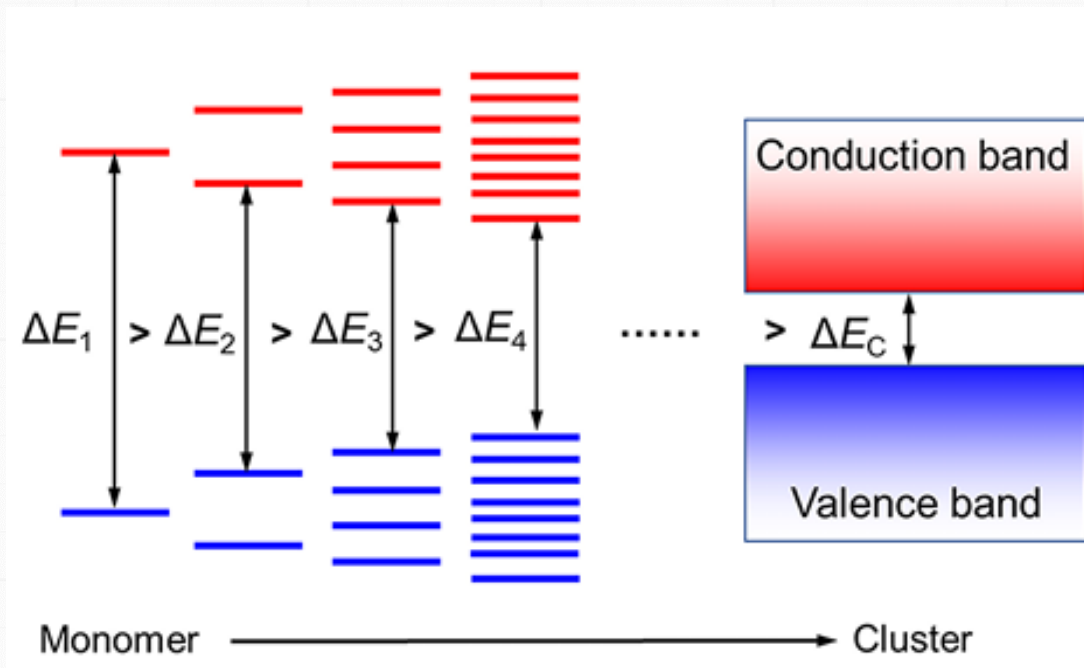 Conduction band
ΔE1 > ΔE2 > ΔE3 > ΔE4 ...... > ΔEC
Valence band
Monomer Cluster